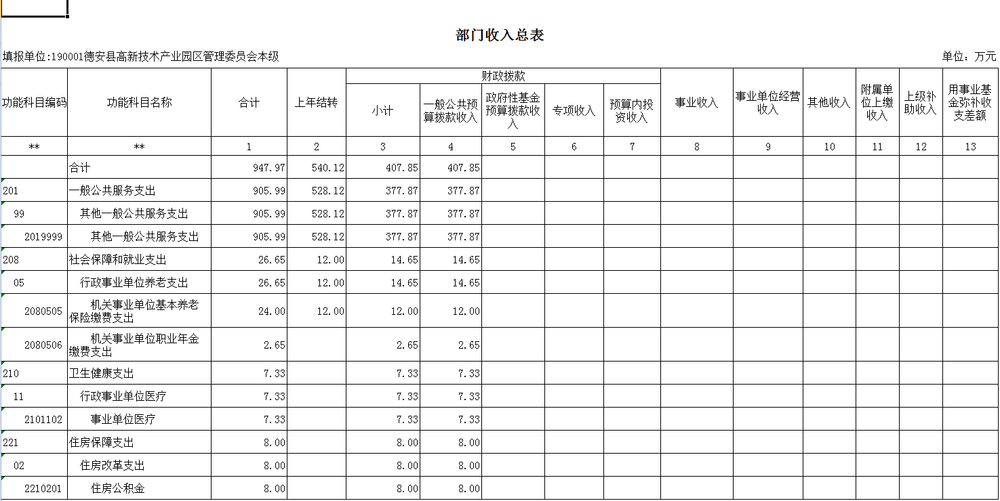 部门收入总表
填报单位:190001德安县高新技术产业园区管理委员会本级 单位：万元
功能科目编码 功能科目名称 合计 上年结转 财政拨款 事业收入 事业单位经营收入 其他收入 附属单位上缴收入 上级补助收入 用事业基金弥补收支差额
小计 一般公共预算拨款收入 政府性基金预算拨款收入 专项收入 预算内投资收入
** ** 1 2 3 4 5 6 7 8 9 10 11 12 13
合计 947.97 540.12 407.85 407.85
201 一般公共服务支出 905.99 528.12 377.87 377.87
99 其他一般公共服务支出 905.99 528.12 377.87 377.87
2019999 其他一般公共服务支出 905.99 528.12 377.87 377.87
208 社会保障和就业支出 26.65 12.00 14.65 14.65
05 行政事业单位养老支出 26.65 12.00 14.65 14.65
2080505 机关事业单位基本养老保险缴费支出 24.00 12.00 12.00 12.00
2080506 机关事业单位职业年金缴费支出 2.65 2.65 2.65
210 卫生健康支出 7.33 7.33 7.33
11 行政事业单位医疗 7.33 7.33 7.33
2101102 事业单位医疗 7.33 7.33 7.33
221 住房保障支出 8.00 8.00 8.00
02 住房改革支出 8.00 8.00 8.00
2210201 住房公积金 8.00 8.00 8.00